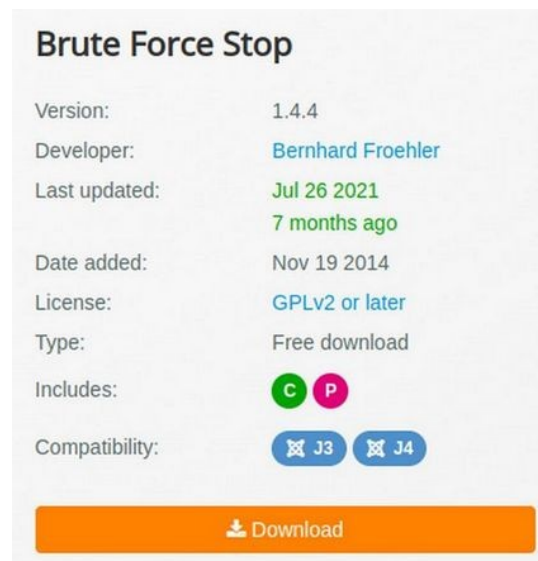 Brute Force Stop
Version: 1.4.4
Developer: Bernhard Froehler
Last updated: Jul 26 2021
7 months ago
Date added: Nov 19 2014
License: GPLv2 or later
Type: Free download
Includes: C P
Compatibility: J3 J4
Download